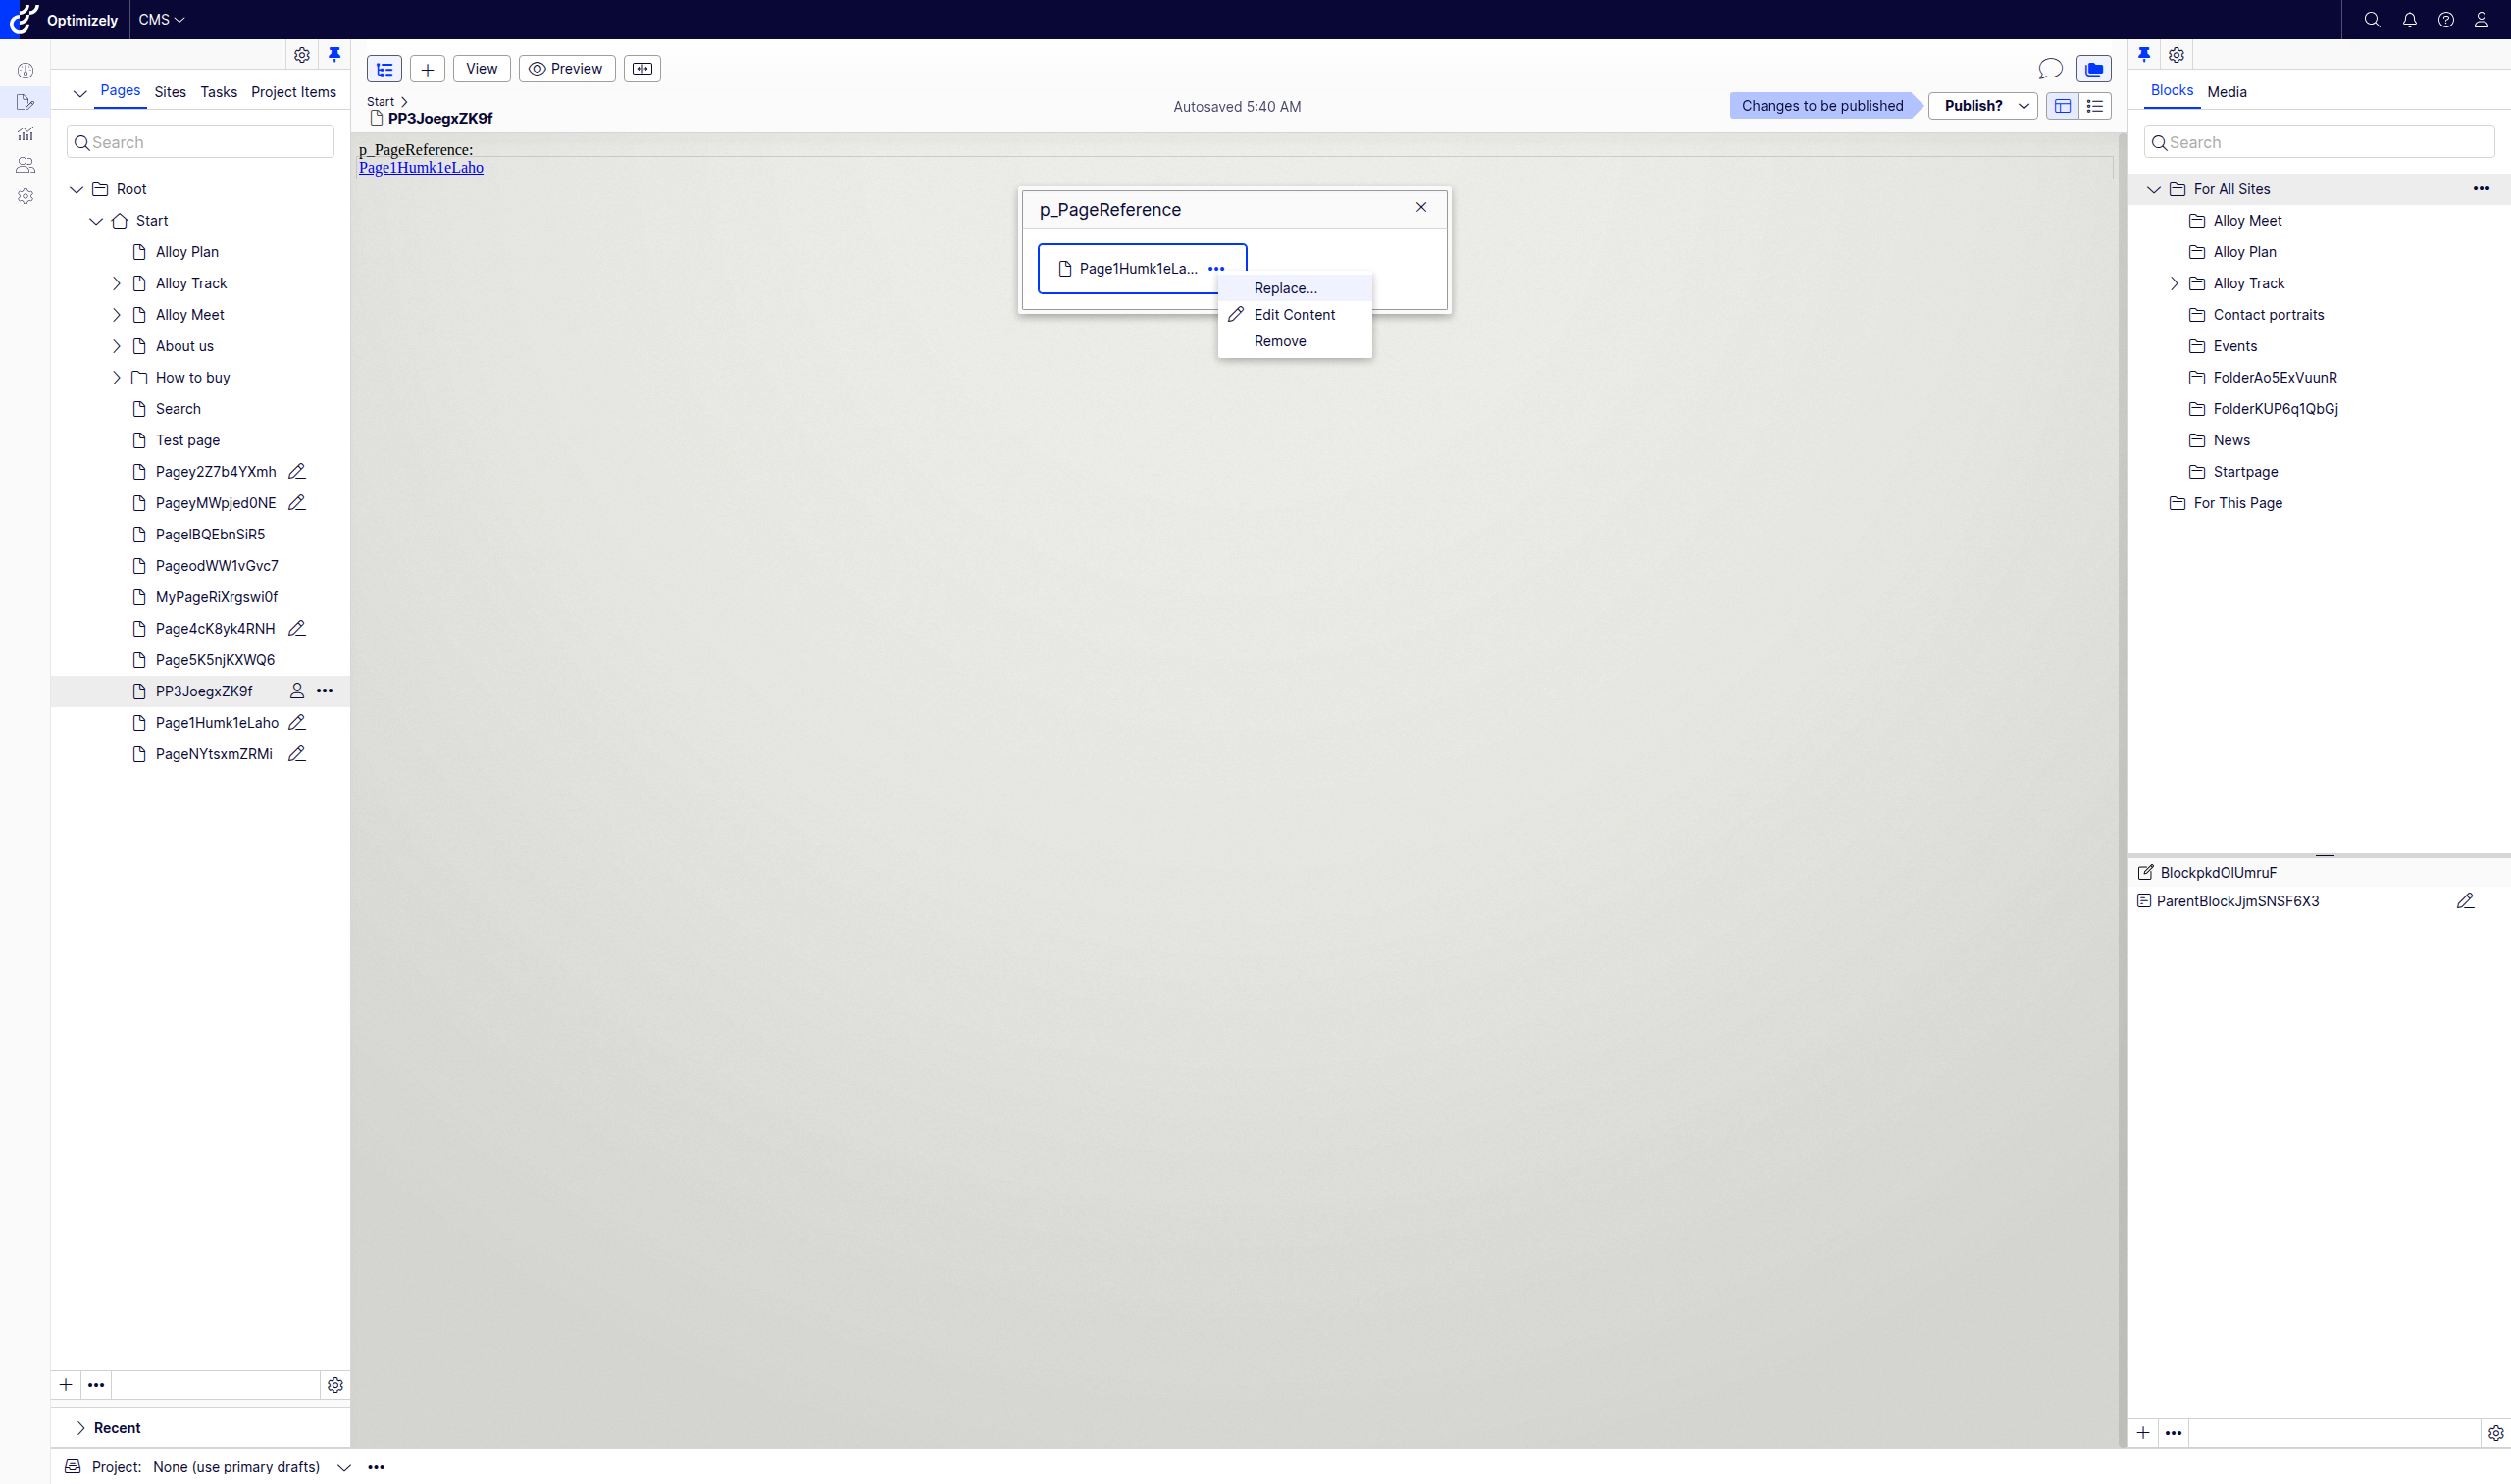 Optimizely
CMS
Pages
Sites
Tasks
Project Items
Search
Root
Start
Alloy Plan
Alloy Track
Alloy Meet
About us
How to buy
Search
Test page
Pagey2Z7b4YXmh
PageyMWpjed0NE
PagelBQEbnSiR5
PageodWW1vGvc7
MyPageRiXrgswi0f
Page4cK8yk4RNH
Page5K5njKXWQ6
PP3JoegxZK9f
Page1Humk1eLaho
PageNYtsxmZRMi
Recent
Project: None (use primary drafts)
View
Preview
Start
PP3JoegxZK9f
Autosaved 5:40 AM
Changes to be published
Publish?
p_PageReference:
Page1Humk1eLaho
p_PageReference
Page1Humk1eLa...
Replace...
Edit Content
Remove
Blocks
Media
Search
For All Sites
Alloy Meet
Alloy Plan
Alloy Track
Contact portraits
Events
FolderAo5ExVuunR
FolderKUP6q1QbGj
News
Startpage
For This Page
BlockpkdOlUmruF
ParentBlockJjmSNSF6X3